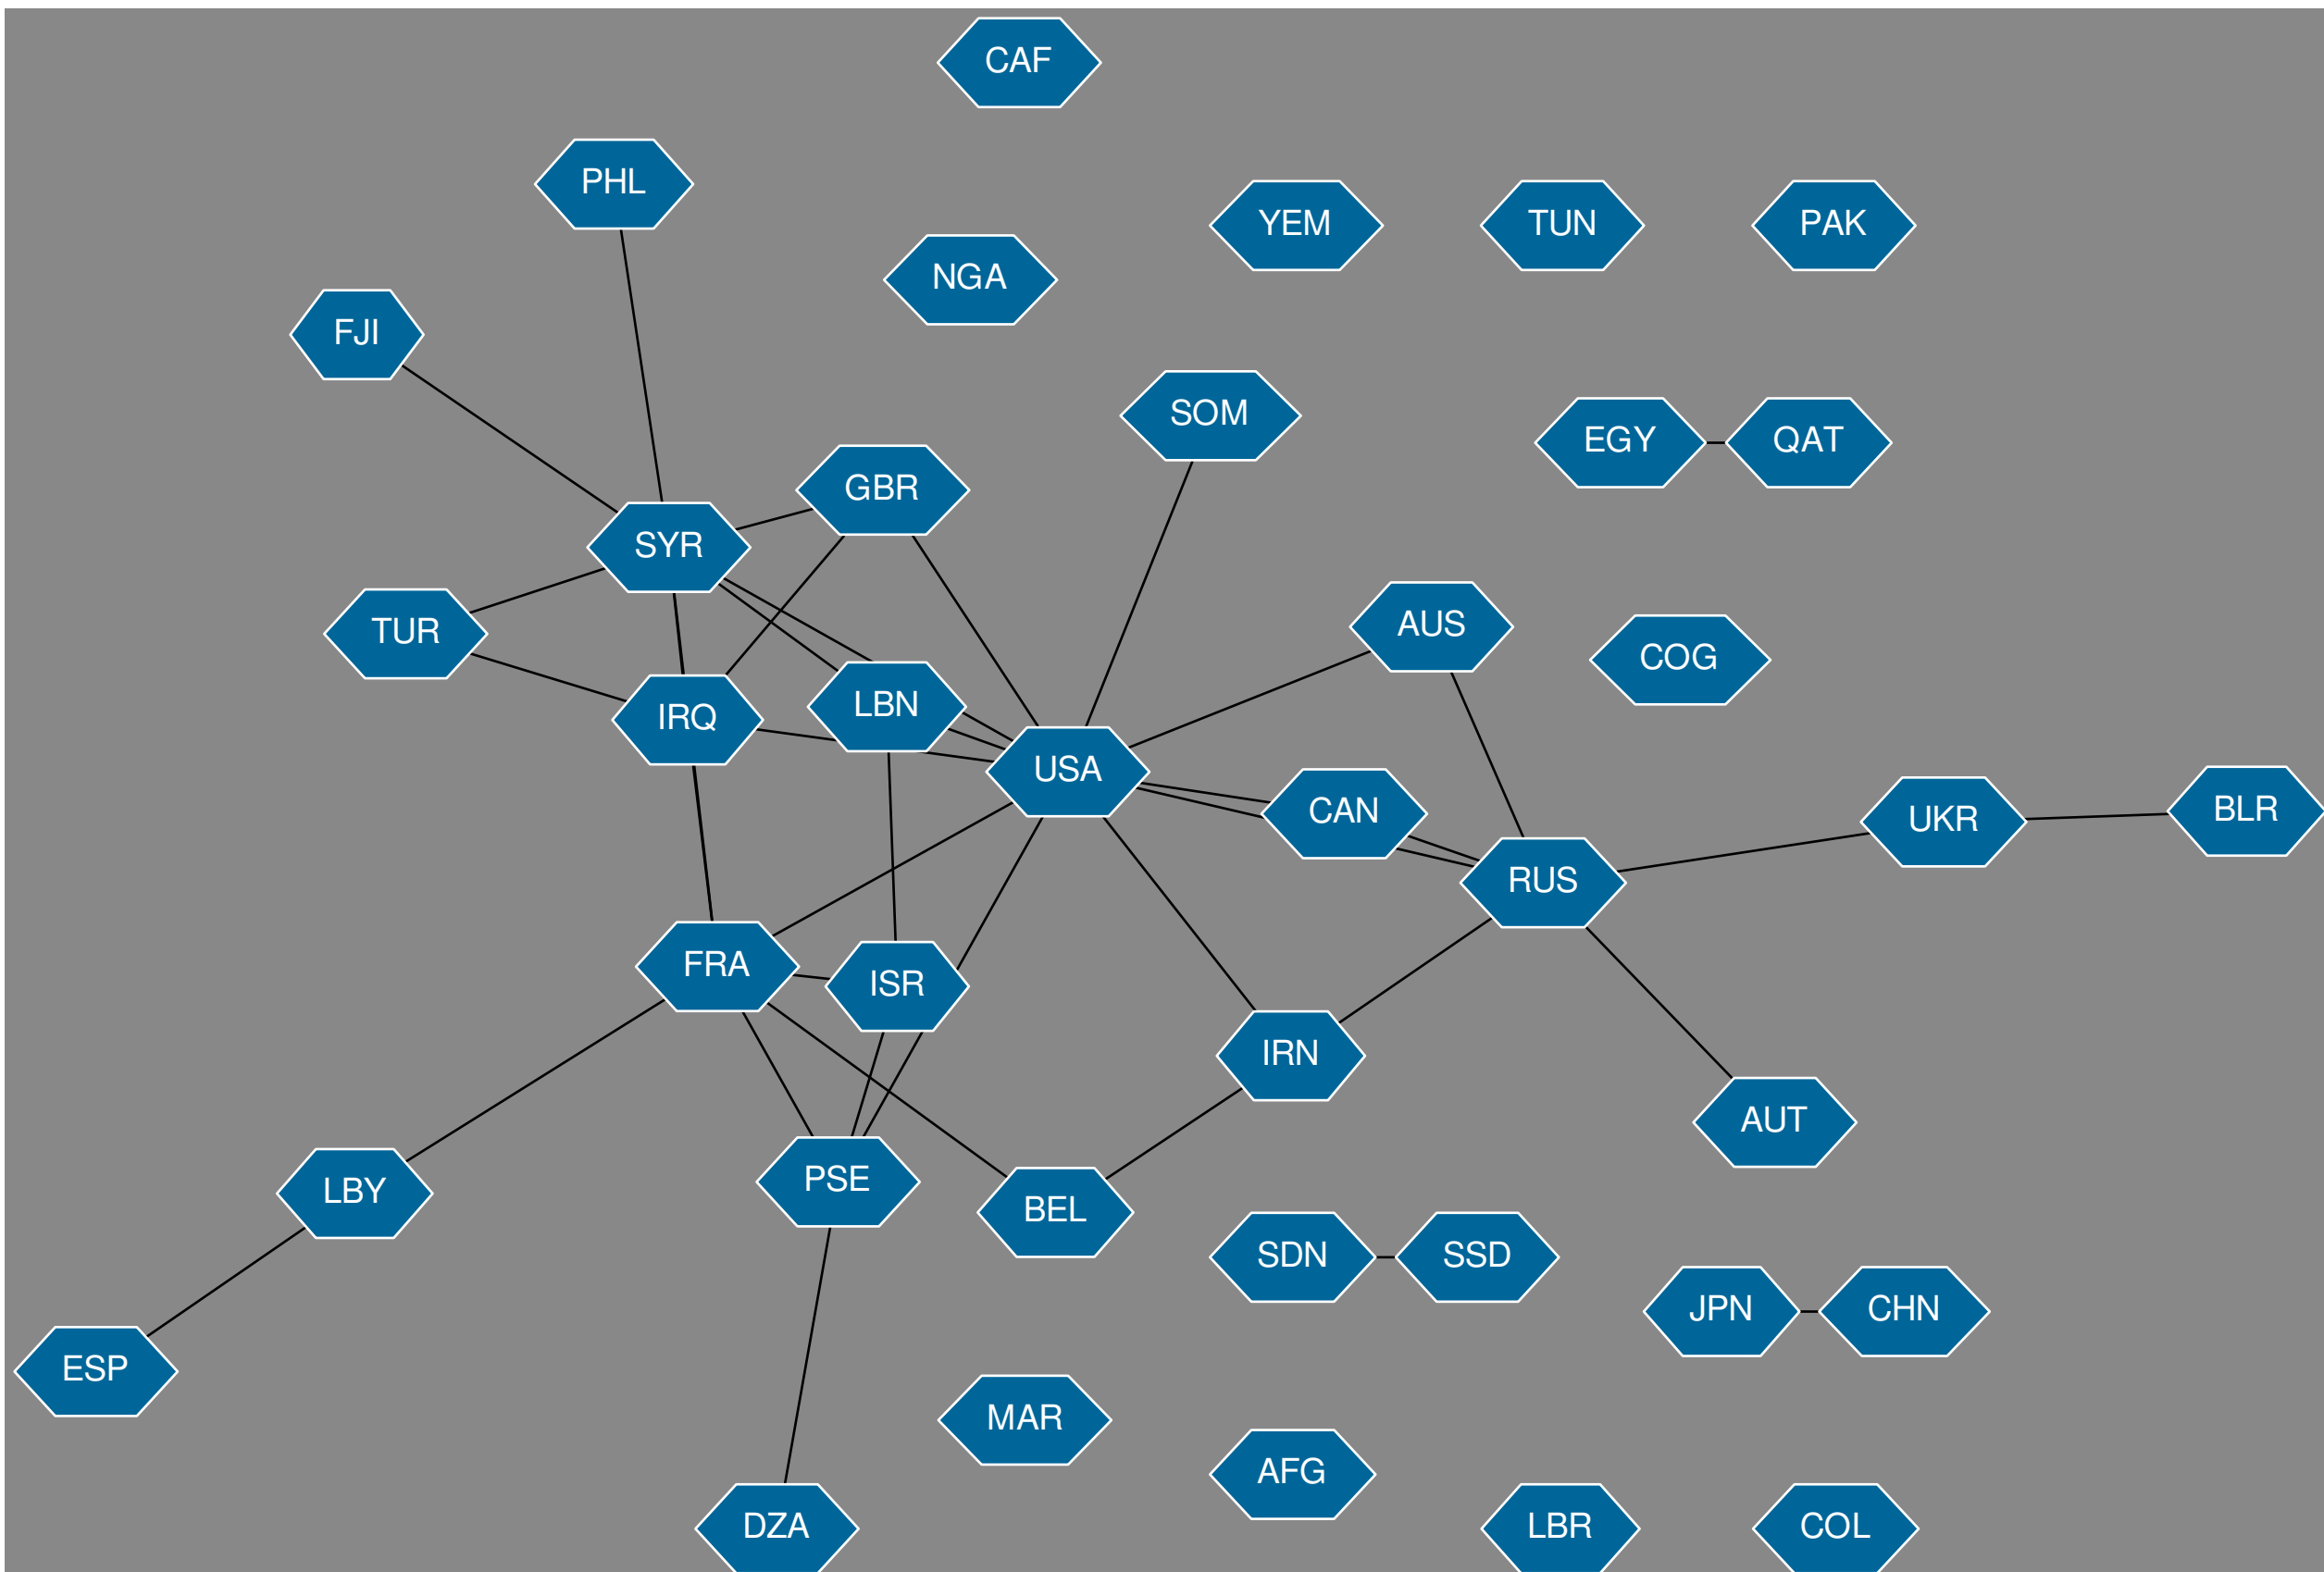 CAF
PHL
YEM
TUN
PAK
NGA
FJI
SOM
EGY
QAT
GBR
SYR
AUS
TUR
COG
LBN
IRQ
USA
CAN
UKR
BLR
RUS
FRA
ISR
IRN
AUT
PSE
LBY
BEL
SDN
SSD
JPN
CHN
ESP
MAR
AFG
DZA
LBR
COL